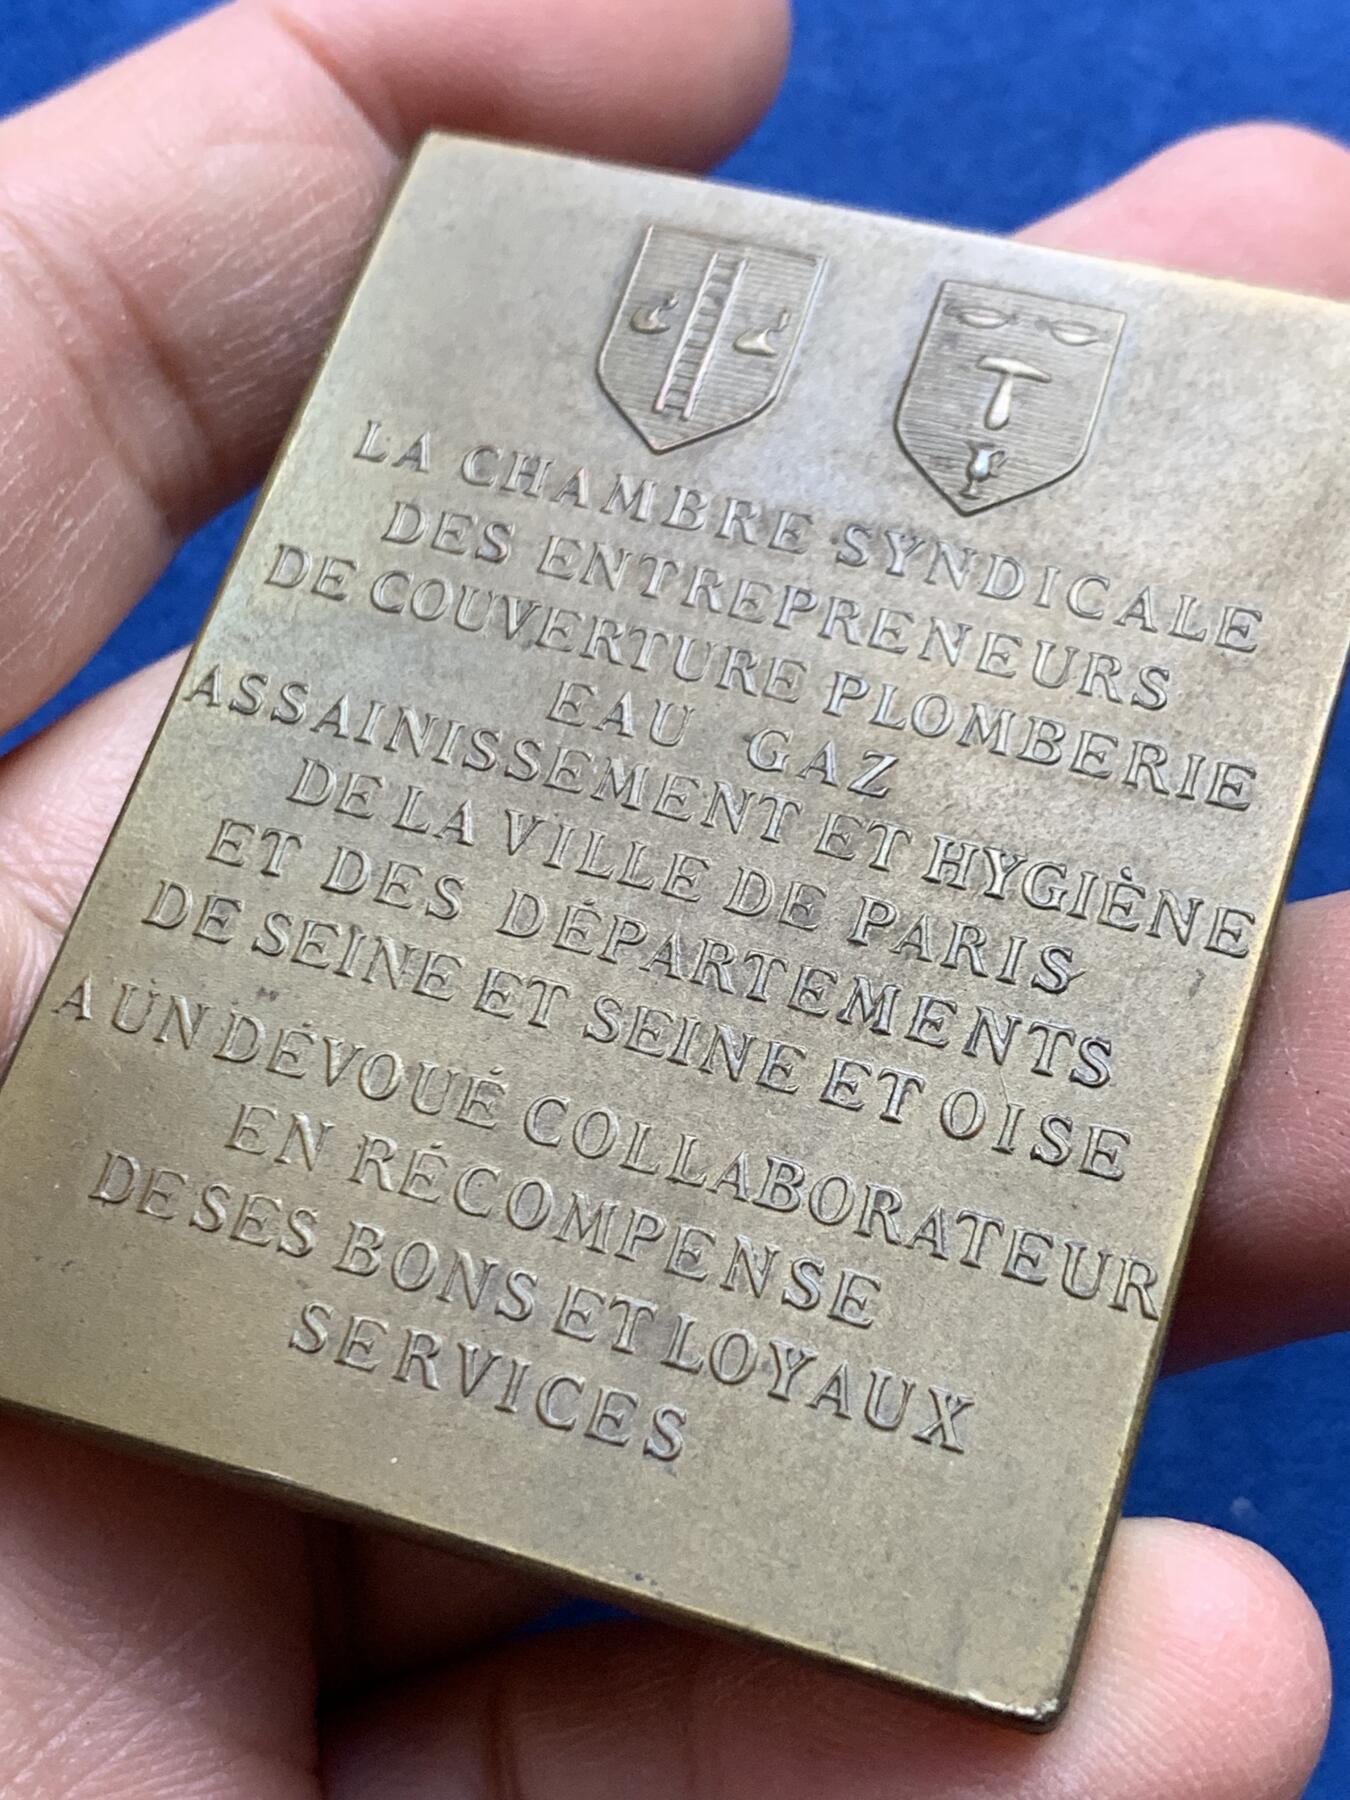 LA CHAMBRE SYNDICALE
DES ENTREPRENEURS
DE COUVERTURE PLOMBERIE
EAU GAZ
ASSAINISSEMENT ET HYGIÈNE
DE LA VILLE DE PARIS
ET DES DÉPARTEMENTS
DE SEINE ET SEINE ET OISE
A UN DÉVOUÉ COLLABORATEUR
EN RÉCOMPENSE
DE SES BONS ET LOYAUX
SERVICES